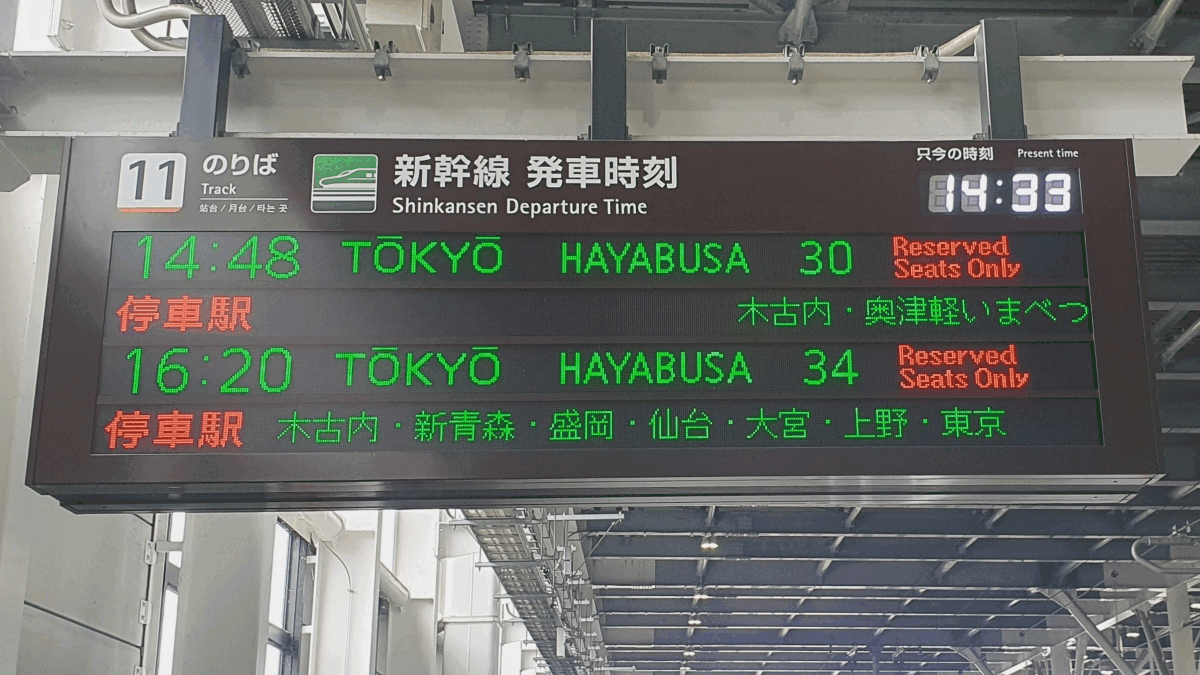 11 のりば
Track
站台/月台/타는 곳
新幹線 発車時刻
Shinkansen Departure Time
只今の時刻 Present time
14:33
14:48 TŌKYŌ HAYABUSA 30 Reserved Seats Only
停車駅 木古内・奥津軽いまべつ
16:20 TŌKYŌ HAYABUSA 34 Reserved Seats Only
停車駅 木古内・新青森・盛岡・仙台・大宮・上野・東京